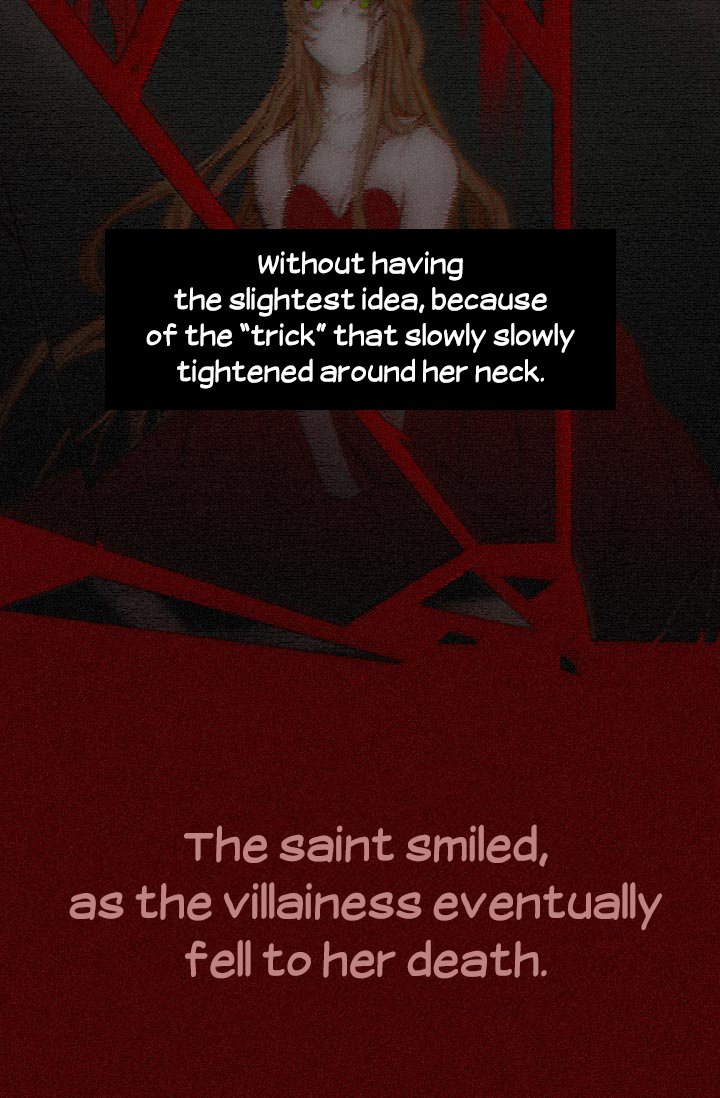 Without having
the slightest idea, because
of the “trick” that slowly slowly
tightened around her neck.
The saint smiled,
as the villainess eventually
fell to her death.